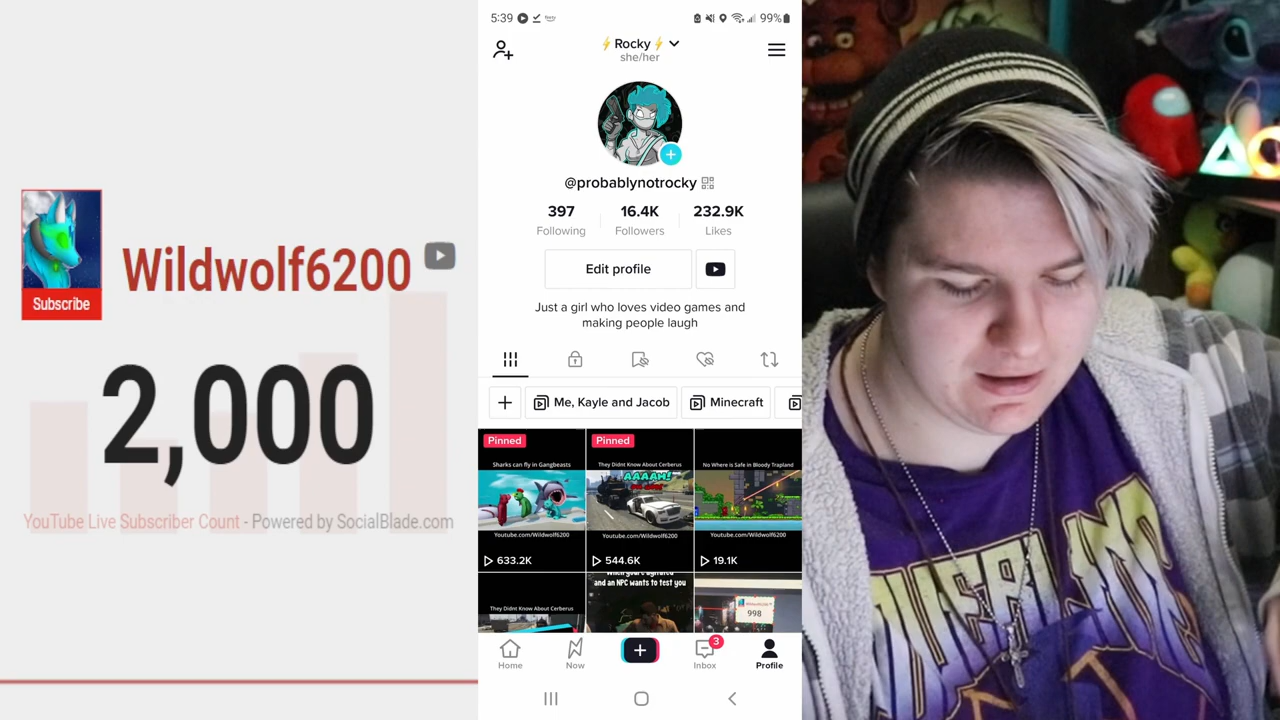 Wildwolf6200
Subscribe
2,000
YouTube Live Subscriber Count - Powered by SocialBlade.com
5:39
99%
⚡Rocky⚡
she/her
@probablynotrocky
397
16.4K
232.9K
Following
Followers
Likes
Edit profile
Just a girl who loves video games and
making people laugh
Me, Kayle and Jacob
Minecraft
Pinned
Pinned
Sharks can fly in Gangbeasts
They Didnt Know About Cerberus
No Where is Safe in Bloody Trapland
AAAAH!
Youtube.com/Wildwolf6200
Youtube.com/Wildwolf6200
Youtube.com/Wildwolf6200
633.2K
544.6K
19.1K
and an NPC wants to test you
They Didnt Know About Cerberus
998
Home
Now
3
Inbox
Profile